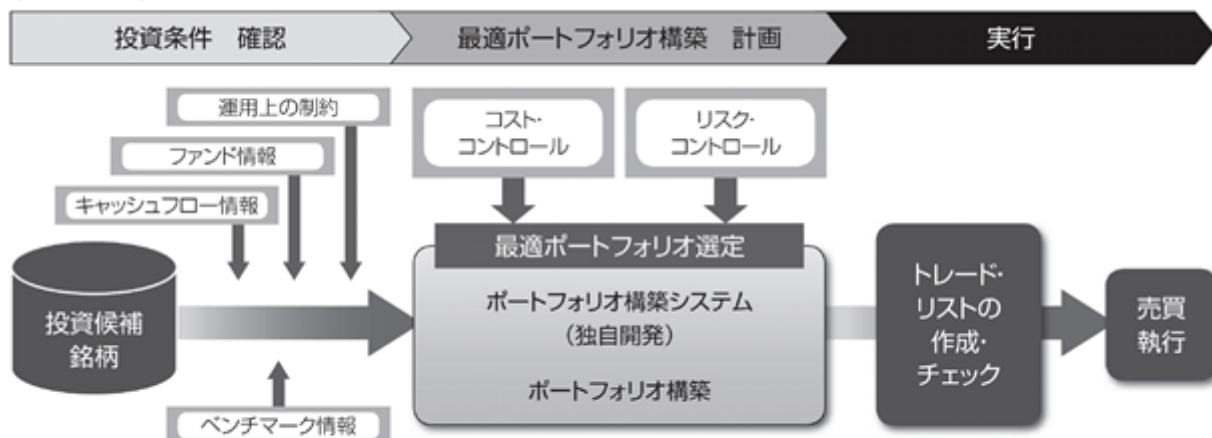 投資条件　確認
最適ポートフォリオ構築　計画
実行
運用上の制約
ファンド情報
キャッシュフロー情報
コスト・
コントロール
リスク・
コントロール
投資候補
銘柄
ベンチマーク情報
最適ポートフォリオ選定
ポートフォリオ構築システム
（独自開発）
ポートフォリオ構築
トレード・
リストの
作成・
チェック
売買
執行